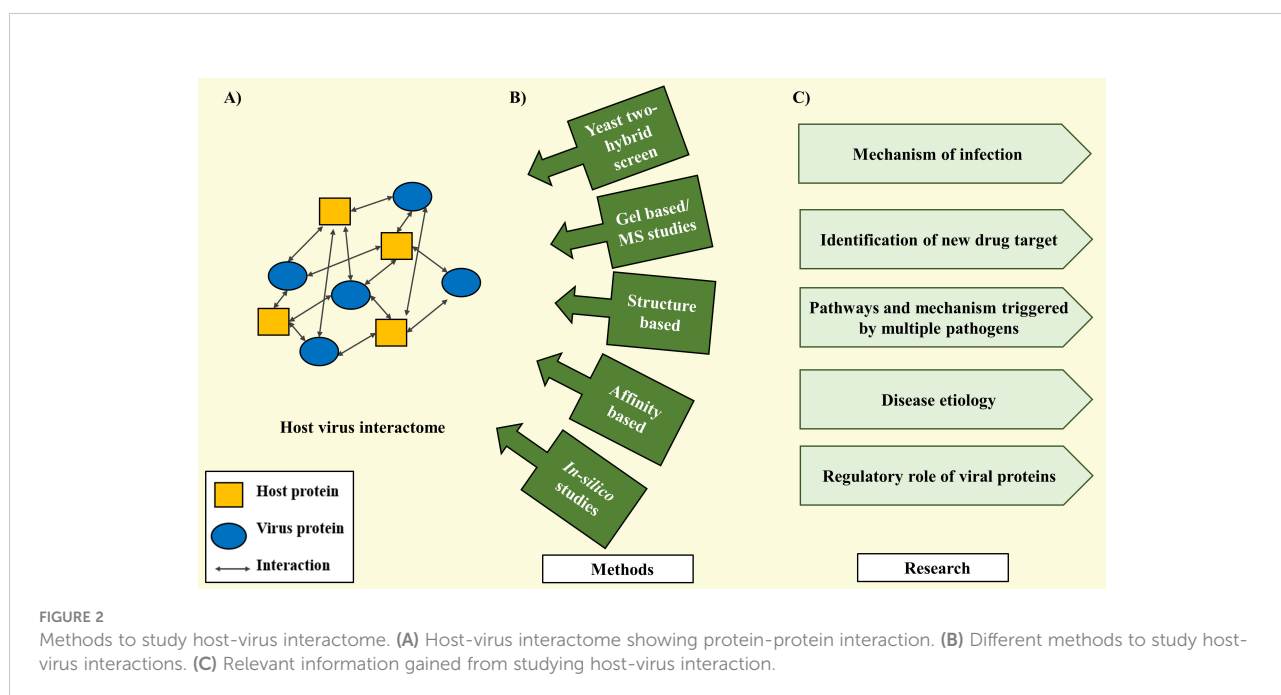 A)
Host virus interactome
Host protein
Virus protein
Interaction
B)
Yeast two-
hybrid
screen
Gel based/
MS studies
Structure
based
Affinity
based
In-silico
studies
Methods
C)
Mechanism of infection
Identification of new drug target
Pathways and mechanism triggered
by multiple pathogens
Disease etiology
Regulatory role of viral proteins
Research
FIGURE 2
Methods to study host-virus interactome. (A) Host-virus interactome showing protein-protein interaction. (B) Different methods to study host-
virus interactions. (C) Relevant information gained from studying host-virus interaction.